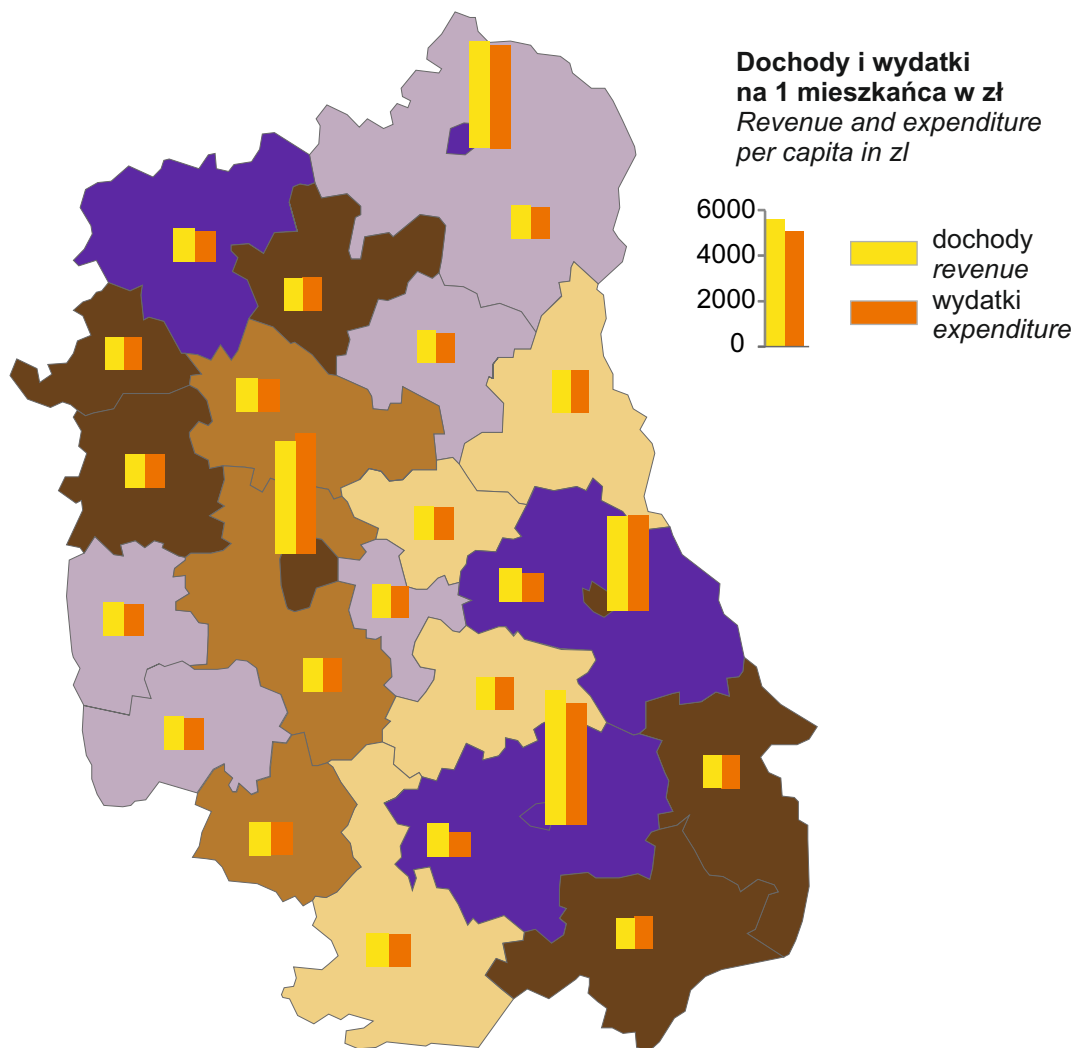 Dochody i wydatki
na 1 mieszkańca w zł
Revenue and expenditure
per capita in zl
6000
4000
2000
0
dochody
revenue
wydatki
expenditure